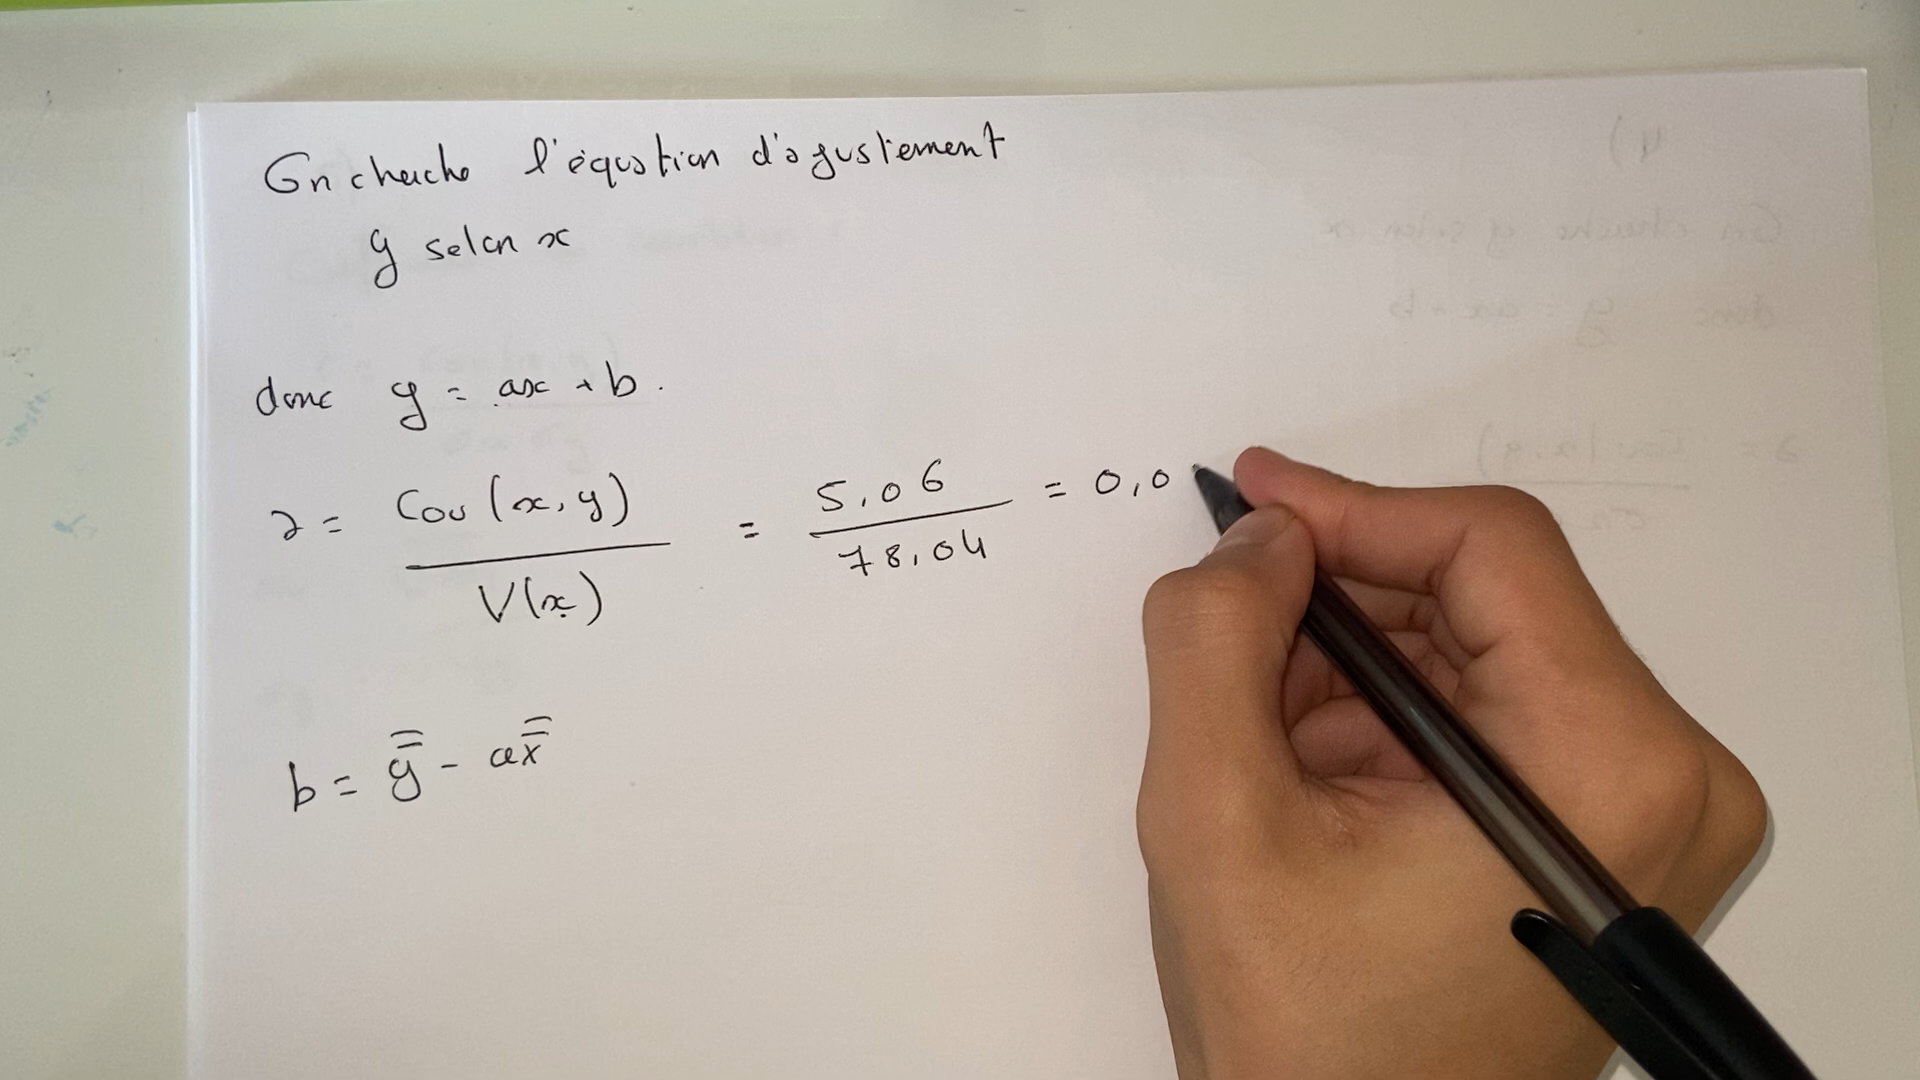 On cherche l'équation d'ajustement
y selon x
donc y = ax + b.
a = Cov(x,y) / V(x) = 5,06 / 78,04 = 0,0
b = y̿ - ax̿